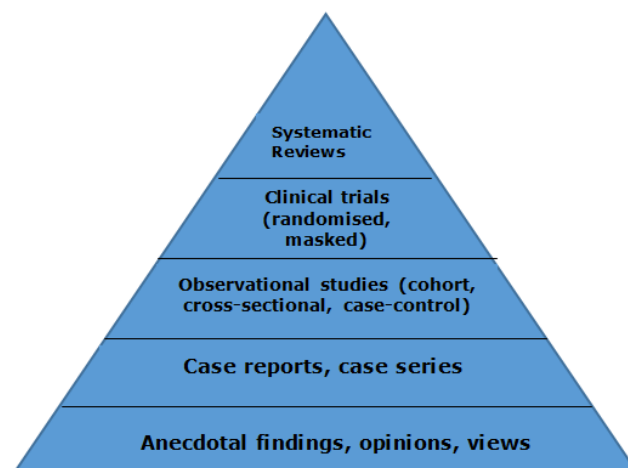 Systematic
Reviews
Clinical trials
(randomised,
masked)
Observational studies (cohort,
cross-sectional, case-control)
Case reports, case series
Anecdotal findings, opinions, views